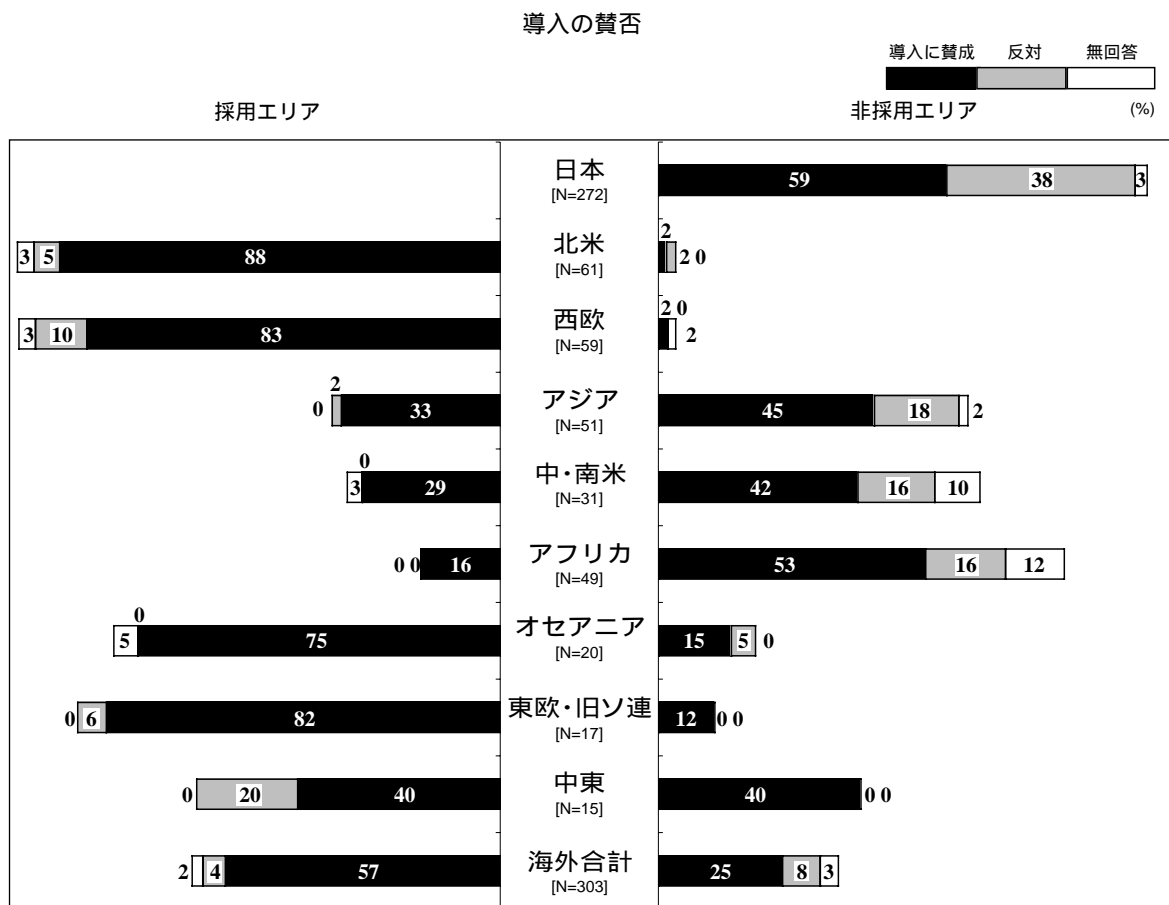 導入の賛否
導入に賛成 反対 無回答
採用エリア 非採用エリア (%)
日本 59 38 3
[N=272]
2
3 5 88 北米 2 0
[N=61]
2 0
3 10 83 西欧 2
[N=59]
2
0 33 アジア 45 18 2
[N=51]
0
3 29 中・南米 42 16 10
[N=31]
0 0 16 アフリカ 53 16 12
[N=49]
0
5 75 オセアニア 15 5 0
[N=20]
0 6 82 東欧・旧ソ連 12 0 0
[N=17]
0 20 40 中東 40 0 0
[N=15]
2 4 57 海外合計 25 8 3
[N=303]